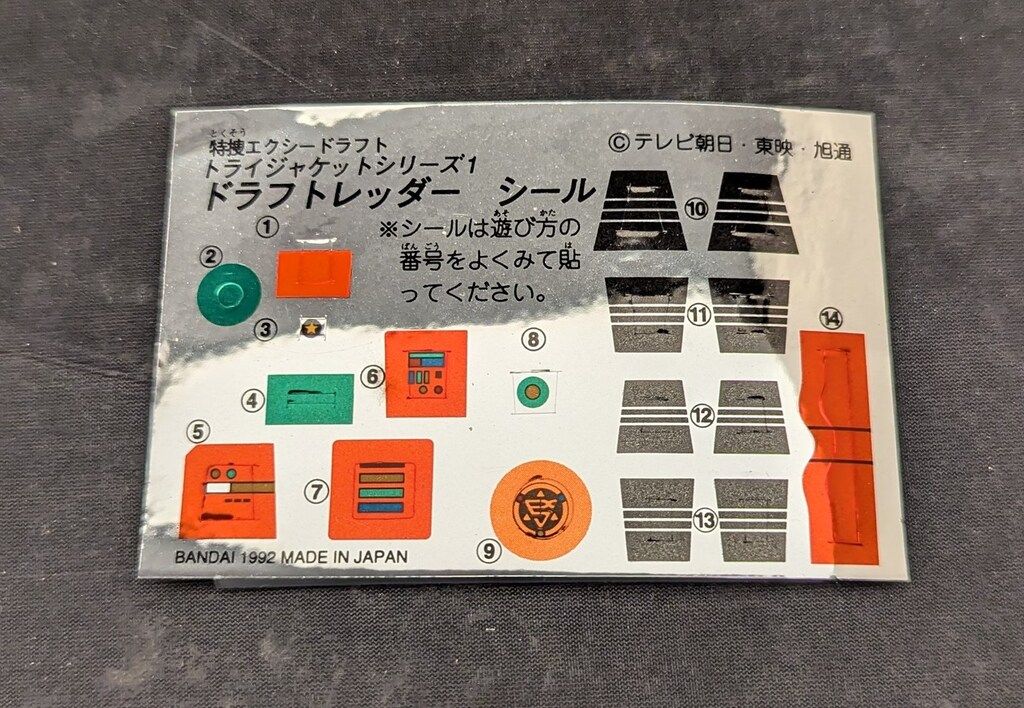 とくそう
特捜エクシードラフト
トライジャケットシリーズ1
ドラフトレッダー シール
©テレビ朝日・東映・旭通
※シールは遊び方の
あそ かた
番号をよくみて貼
ばん ごう は
ってください。
①
②
③
④
⑤
⑥
⑦
⑧
⑨
⑩
⑪
⑫
⑬
⑭
BANDAI 1992 MADE IN JAPAN